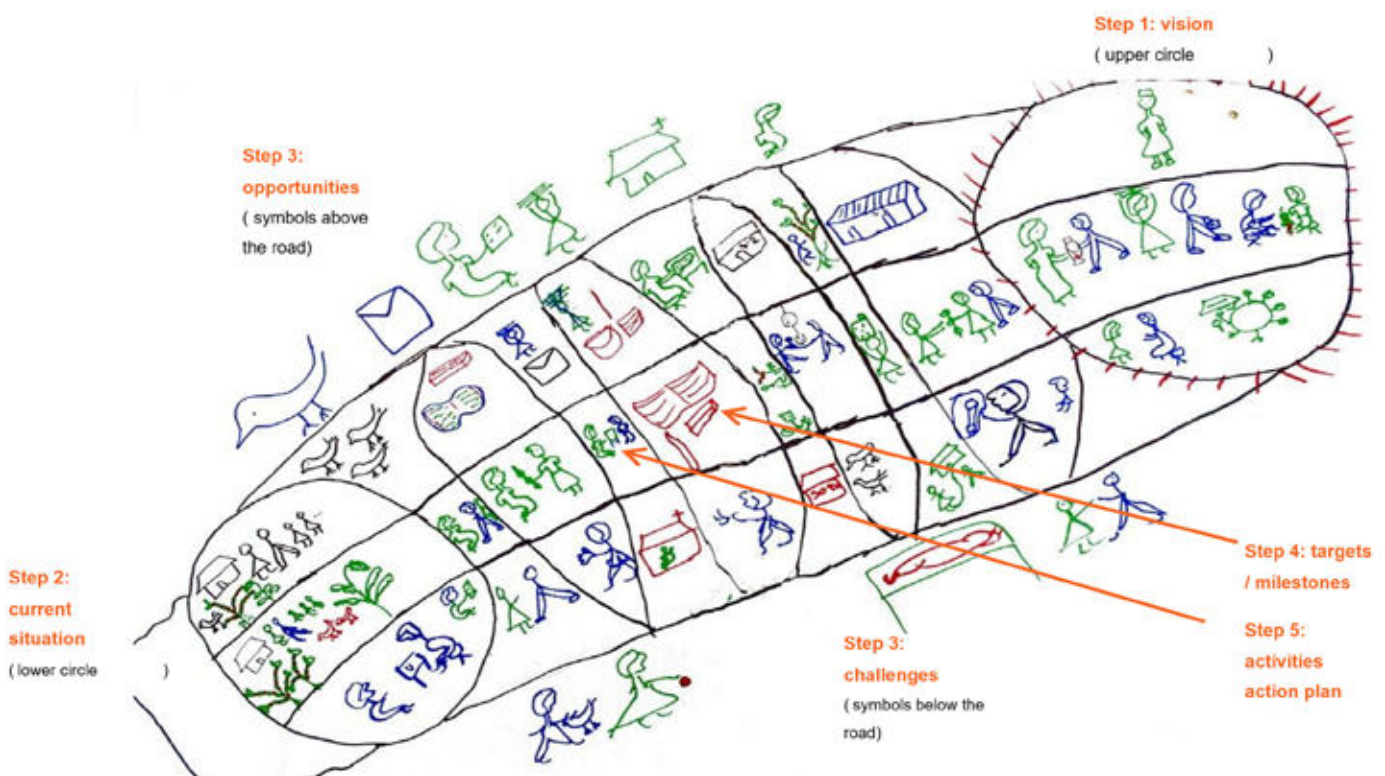 Step 1: vision
( upper circle )
Step 3:
opportunities
( symbols above
the road)
Step 2:
current
situation
( lower circle )
Step 4: targets
/ milestones
Step 5:
activities
action plan
Step 3:
challenges
( symbols below the
road)